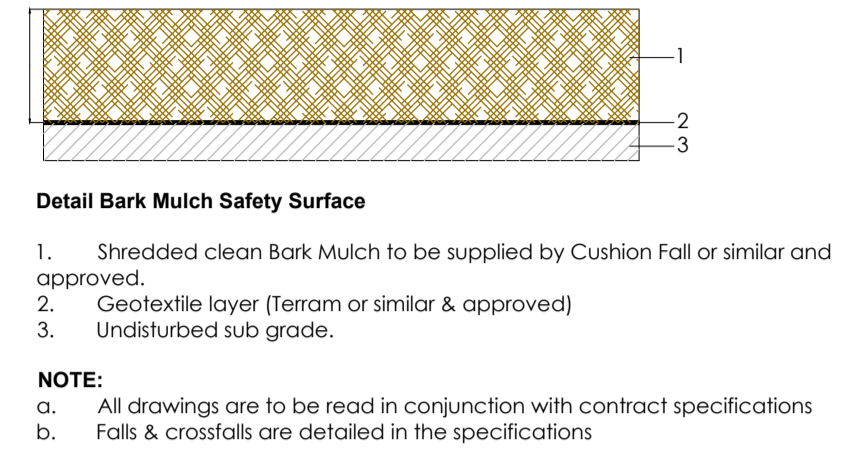 1
2
3
Detail Bark Mulch Safety Surface
1. Shredded clean Bark Mulch to be supplied by Cushion Fall or similar and
approved.
2. Geotextile layer (Terram or similar & approved)
3. Undisturbed sub grade.
NOTE:
a. All drawings are to be read in conjunction with contract specifications
b. Falls & crossfalls are detailed in the specifications